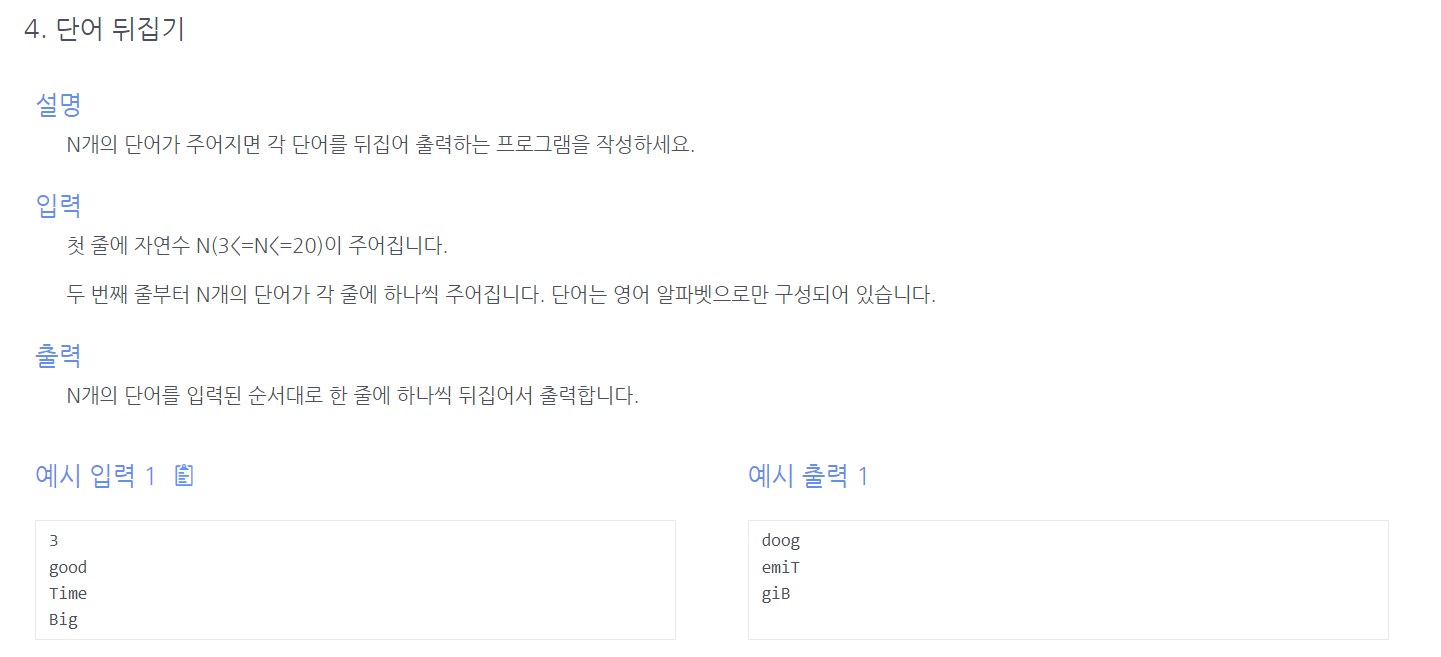 4. 단어 뒤집기
설명
N개의 단어가 주어지면 각 단어를 뒤집어 출력하는 프로그램을 작성하세요.
입력
첫 줄에 자연수 N(3<=N<=20)이 주어집니다.
두 번째 줄부터 N개의 단어가 각 줄에 하나씩 주어집니다. 단어는 영어 알파벳으로만 구성되어 있습니다.
출력
N개의 단어를 입력된 순서대로 한 줄에 하나씩 뒤집어서 출력합니다.
예시 입력 1
3
good
Time
Big
예시 출력 1
doog
emiT
giB